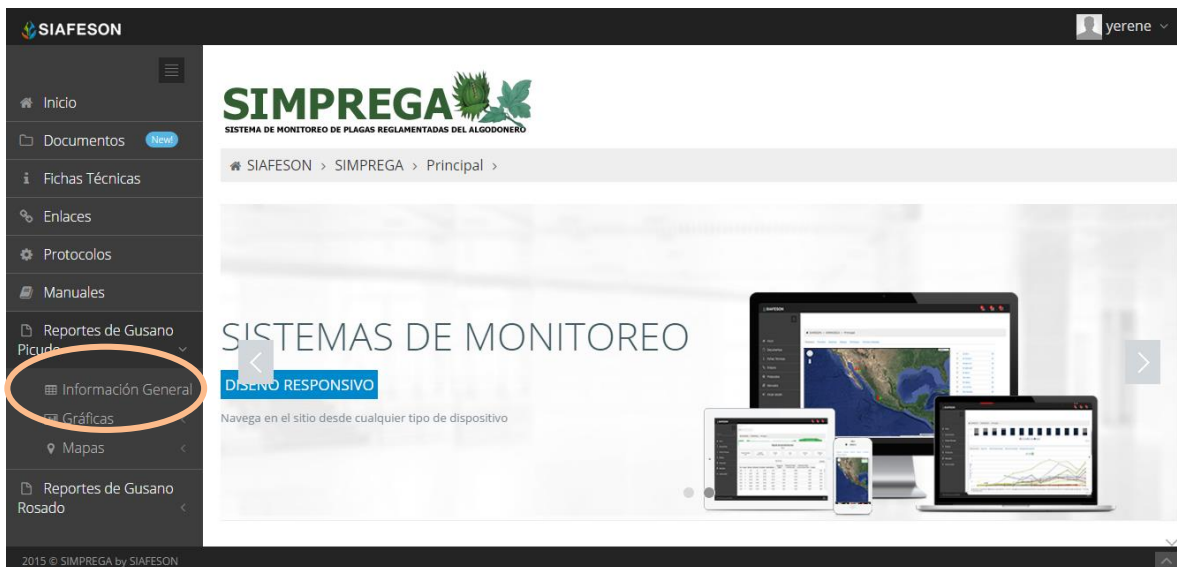 SIAFESON
yerene
Inicio
Documentos New!
Fichas Técnicas
Enlaces
Protocolos
Manuales
Reportes de Gusano
Picudo
Información General
Gráficas
Mapas
Reportes de Gusano
Rosado
2015 © SIMPREGA by SIAFESON
SIMPREGA
SISTEMA DE MONITOREO DE PLAGAS REGLAMENTADAS DEL ALGODONERO
SIAFESON > SIMPREGA > Principal >
SISTEMAS DE MONITOREO
DISEÑO RESPONSIVO
Navega en el sitio desde cualquier tipo de dispositivo